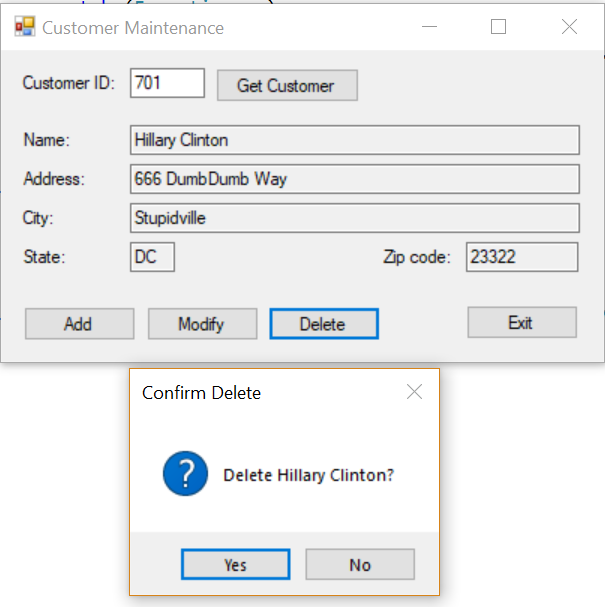 Customer Maintenance
Customer ID: 701 Get Customer
Name: Hillary Clinton
Address: 666 DumbDumb Way
City: Stupidville
State: DC Zip code: 23322
Add Modify Delete Exit
Confirm Delete
Delete Hillary Clinton?
Yes No